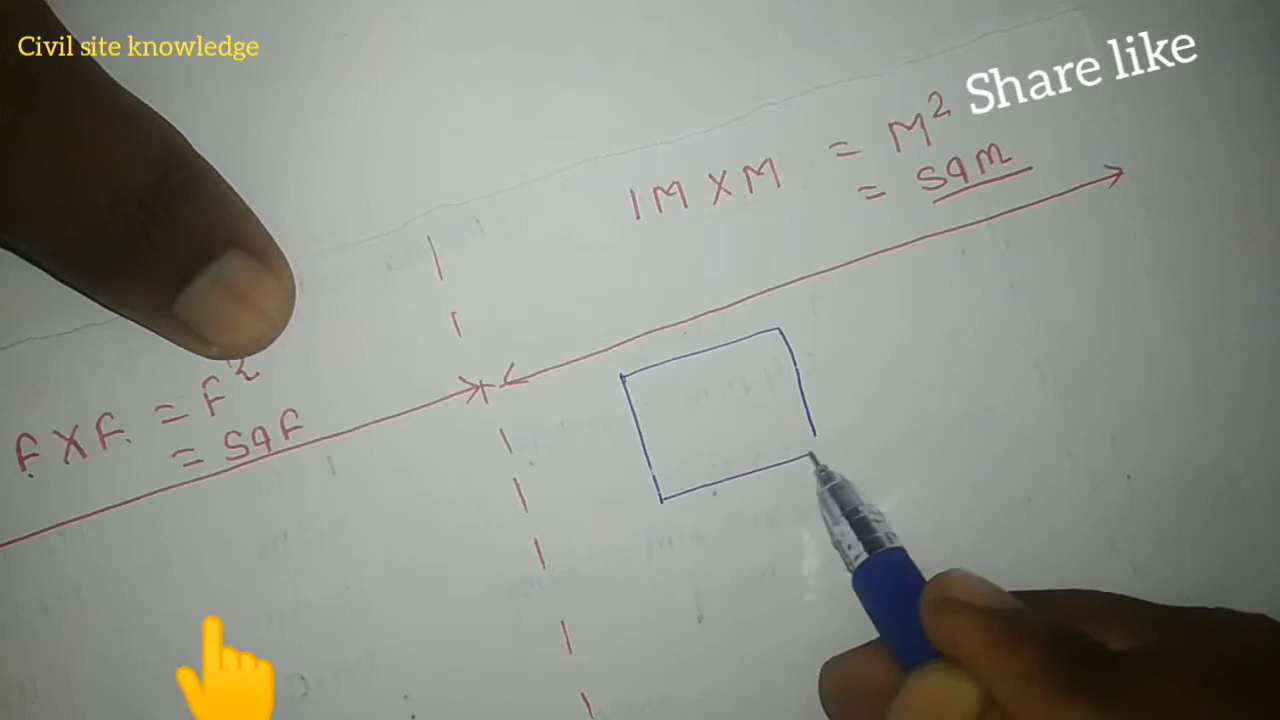 Civil site knowledge
Share like
1M X M = M²
= sqm
F X F. = F²
= sqf